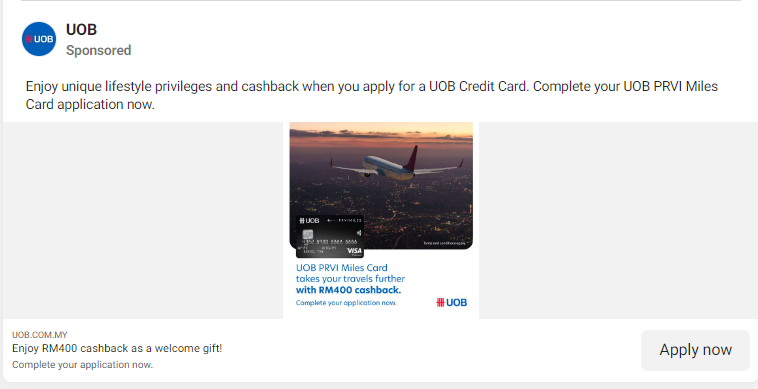 UOB
UOB
Sponsored
Enjoy unique lifestyle privileges and cashback when you apply for a UOB Credit Card. Complete your UOB PRVI Miles
Card application now.
UOB
VISA
Terms and conditions apply.
UOB PRVI Miles Card
takes your travels further
with RM400 cashback.
Complete your application now.
UOB
UOB.COM.MY
Enjoy RM400 cashback as a welcome gift!
Complete your application now.
Apply now